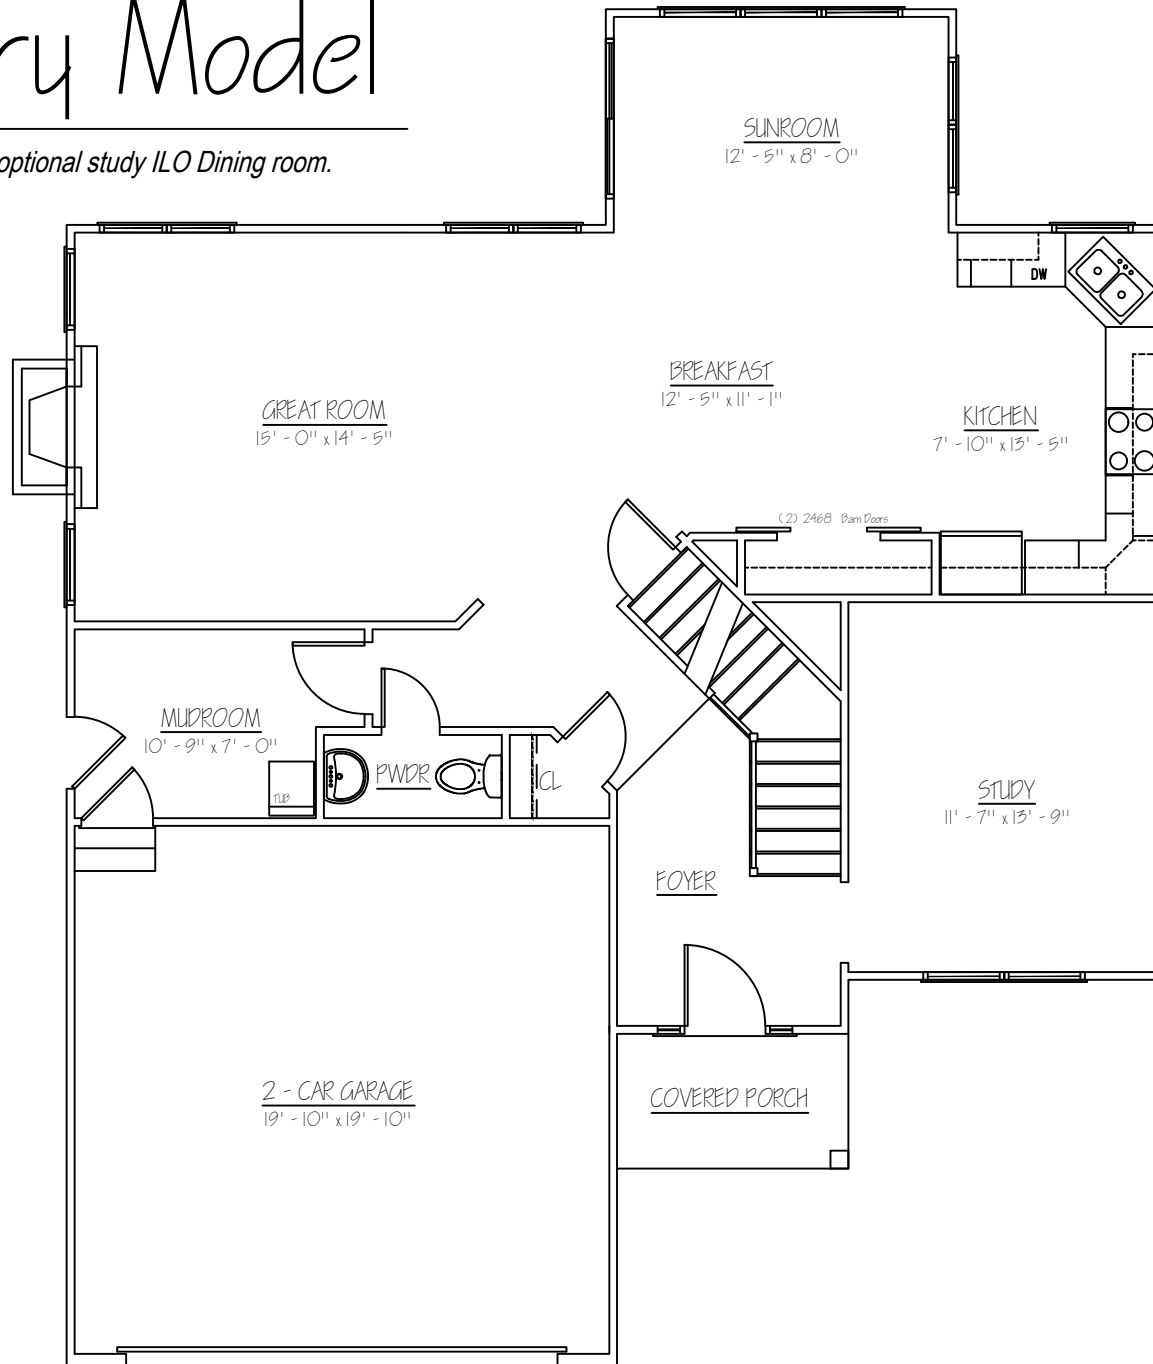 ry Model
optional study ILO Dining room.
SUNROOM
12' - 5" x 8' - 0"
DW
BREAKFAST
12' - 5" x 11' - 1"
GREAT ROOM
15' - 0" x 14' - 5"
KITCHEN
7' - 10" x 13' - 5"
(2) 2468 Barn Doors
MUDROOM
10' - 9" x 7' - 0"
TUB
PWDR
CL
STUDY
11' - 7" x 13' - 9"
FOYER
2 - CAR GARAGE
19' - 10" x 19' - 10"
COVERED PORCH